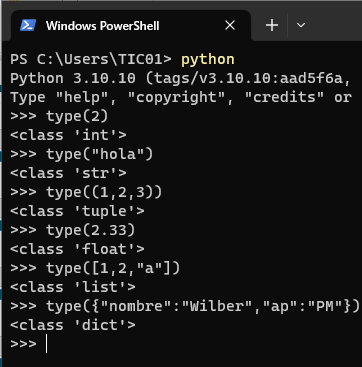 Windows PowerShell
PS C:\Users\TIC01> python
Python 3.10.10 (tags/v3.10.10:aad5f6a,
Type "help", "copyright", "credits" or
>>> type(2)
<class 'int'>
>>> type("hola")
<class 'str'>
>>> type((1,2,3))
<class 'tuple'>
>>> type(2.33)
<class 'float'>
>>> type([1,2,"a"])
<class 'list'>
>>> type({"nombre":"Wilber","ap":"PM"})
<class 'dict'>
>>>